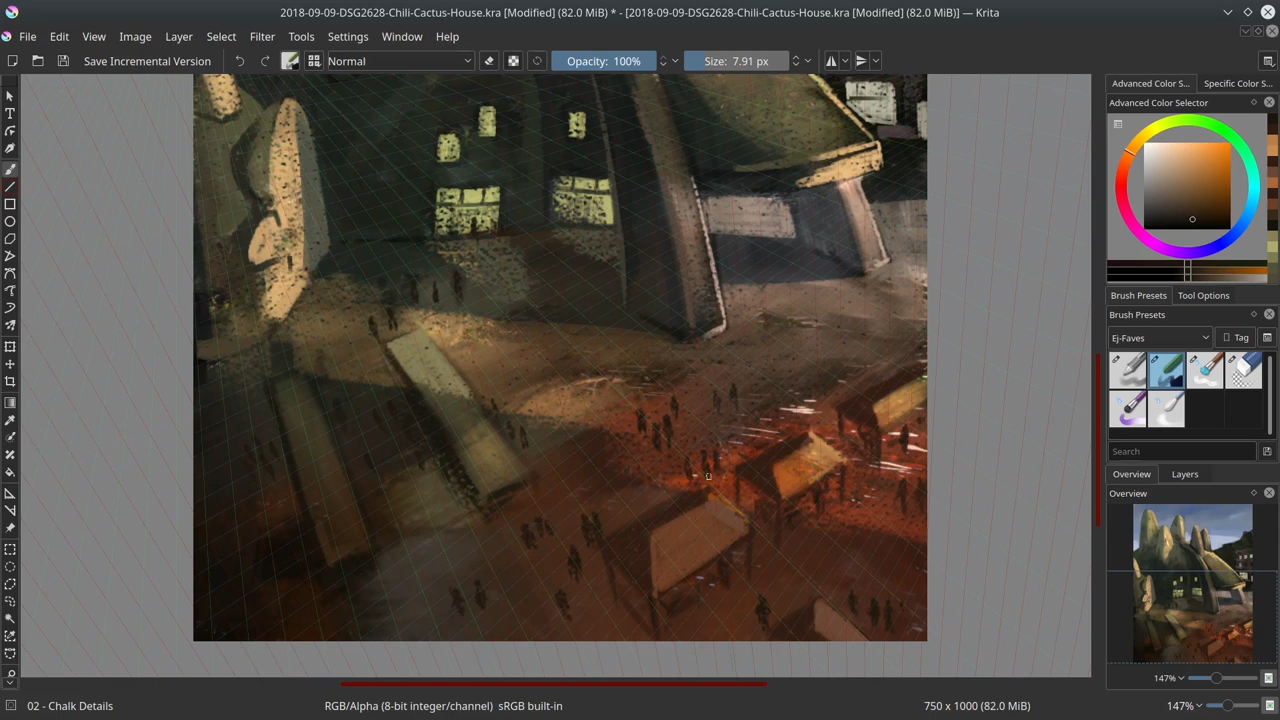 2018-09-09-DSG2628-Chili-Cactus-House.kra [Modified] (82.0 MiB) * - [2018-09-09-DSG2628-Chili-Cactus-House.kra [Modified] (82.0 MiB)] — Krita
File Edit View Image Layer Select Filter Tools Settings Window Help
Save Incremental Version Normal Opacity: 100% Size: 7.91 px
Advanced Color S... Specific Color S...
Advanced Color Selector
Brush Presets Tool Options
Brush Presets
Ej-Faves Tag
Search
Overview Layers
Overview
147%
02 - Chalk Details RGB/Alpha (8-bit integer/channel) sRGB built-in 750 x 1000 (82.0 MiB) 147%